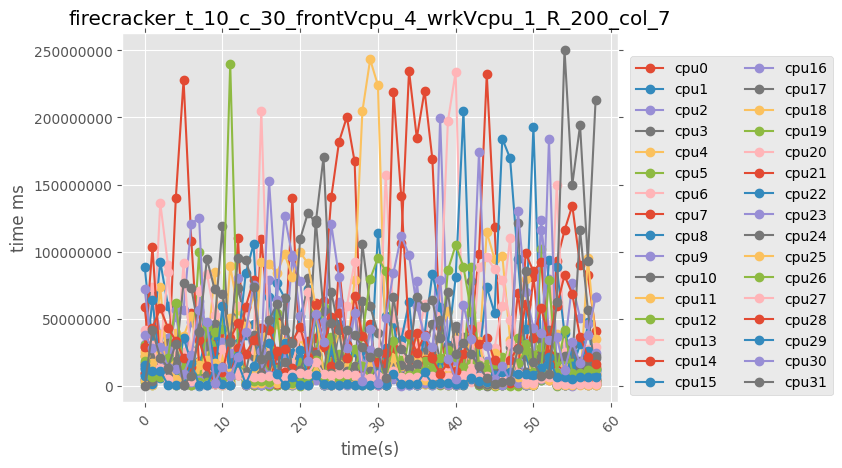 firecracker_t_10_c_30_frontVcpu_4_wrkVcpu_1_R_200_col_7
250000000
200000000
150000000
100000000
50000000
0
time ms
0 10 20 30 40 50 60
time(s)
cpu0 cpu16
cpu1 cpu17
cpu2 cpu18
cpu3 cpu19
cpu4 cpu20
cpu5 cpu21
cpu6 cpu22
cpu7 cpu23
cpu8 cpu24
cpu9 cpu25
cpu10 cpu26
cpu11 cpu27
cpu12 cpu28
cpu13 cpu29
cpu14 cpu30
cpu15 cpu31